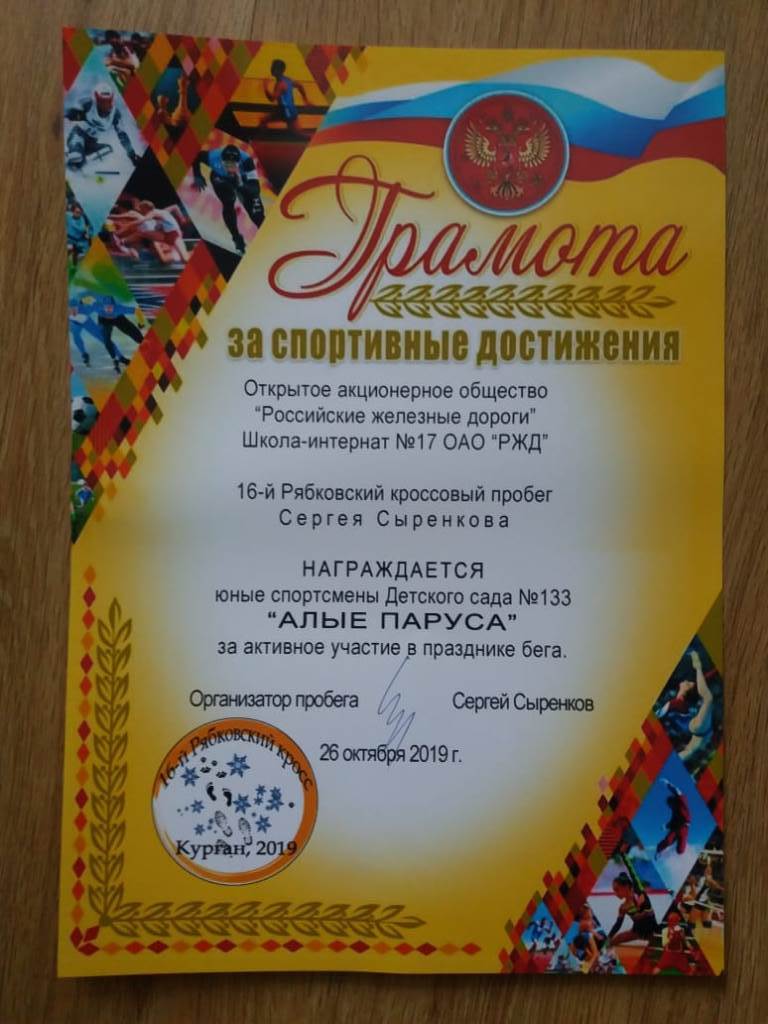 Грамота
за спортивные достижения
Открытое акционерное общество
“Российские железные дороги”
Школа-интернат №17 ОАО “РЖД”
16-й Рябковский кроссовый пробег
Сергея Сыренкова
НАГРАЖДАЕТСЯ
юные спортсмены Детского сада №133
“АЛЫЕ ПАРУСА”
за активное участие в празднике бега.
Организатор пробега Сергей Сыренков
26 октября 2019 г.
16-й Рябковский кросс
Курган, 2019